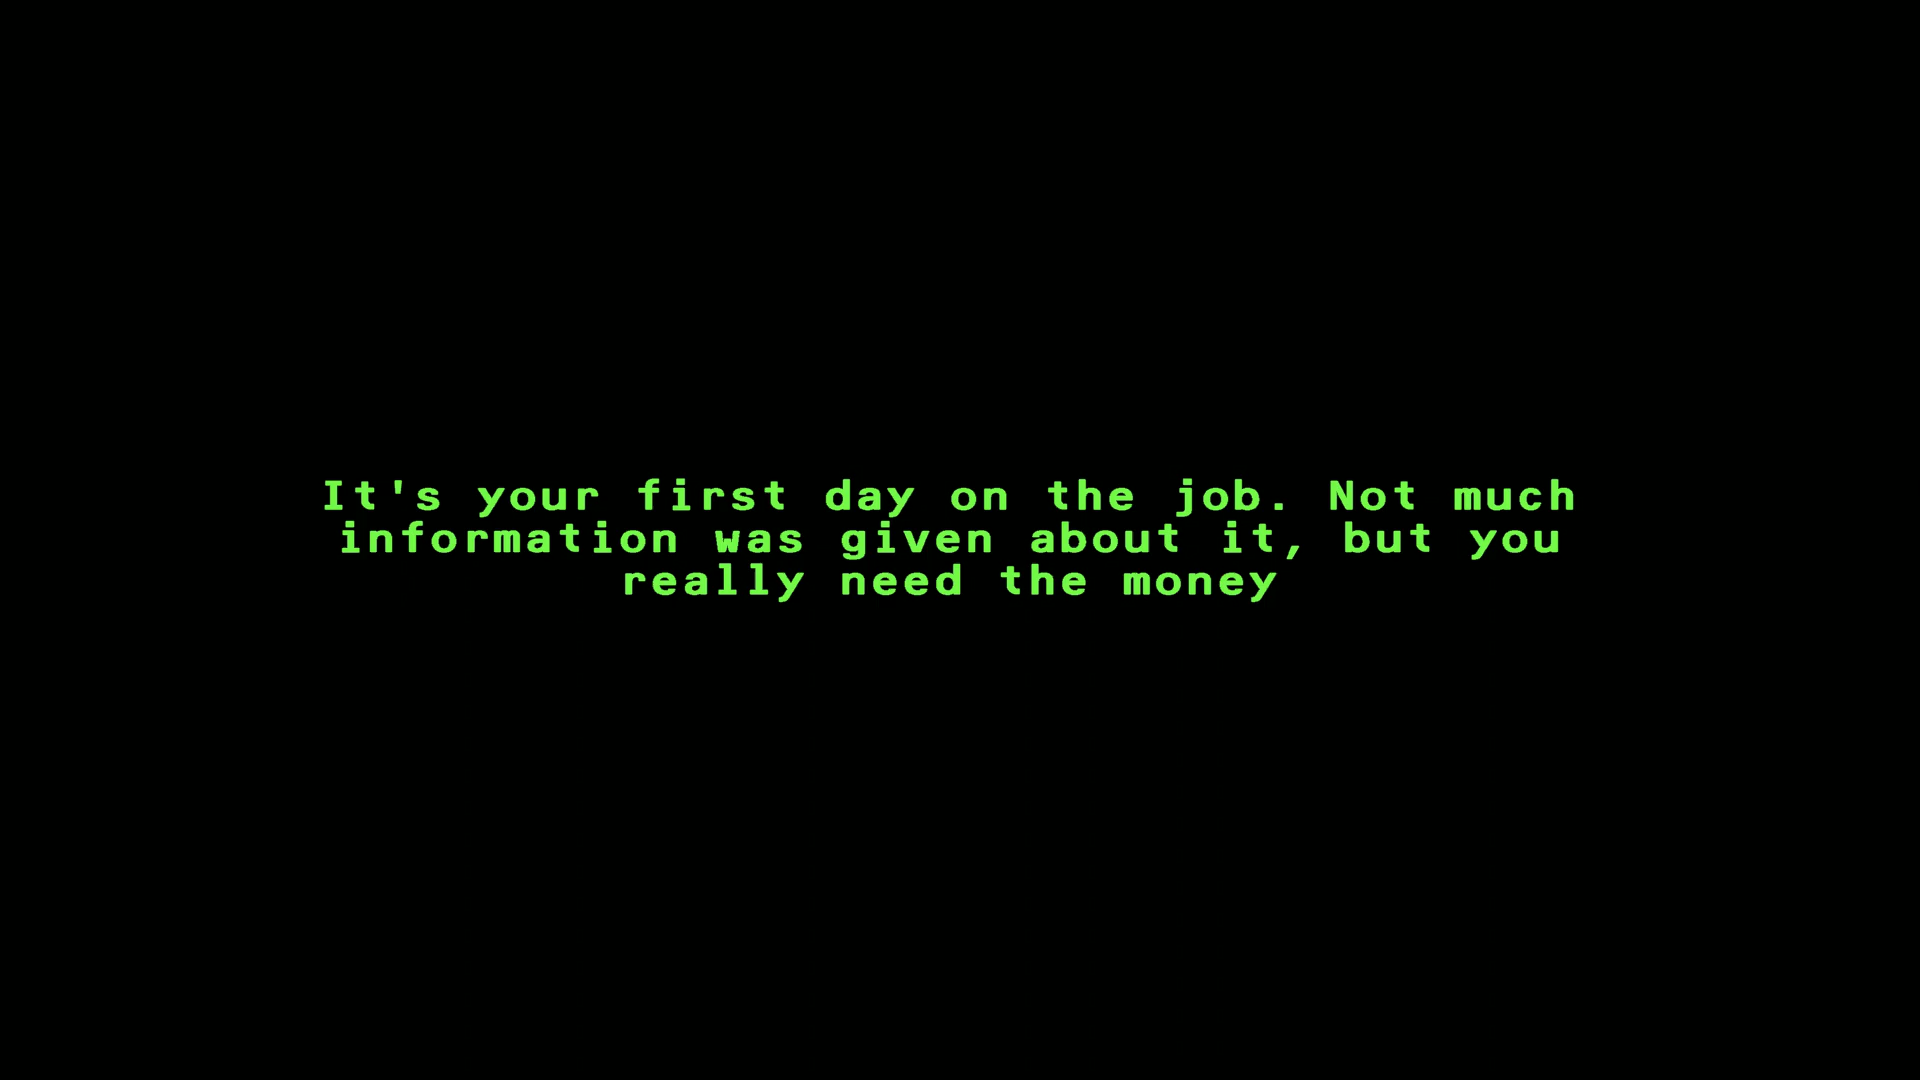 It's your first day on the job. Not much
information was given about it, but you
really need the money